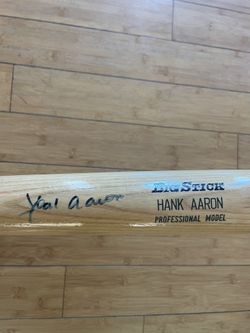 Hank Aaron
BIG STICK
HANK AARON
PROFESSIONAL MODEL